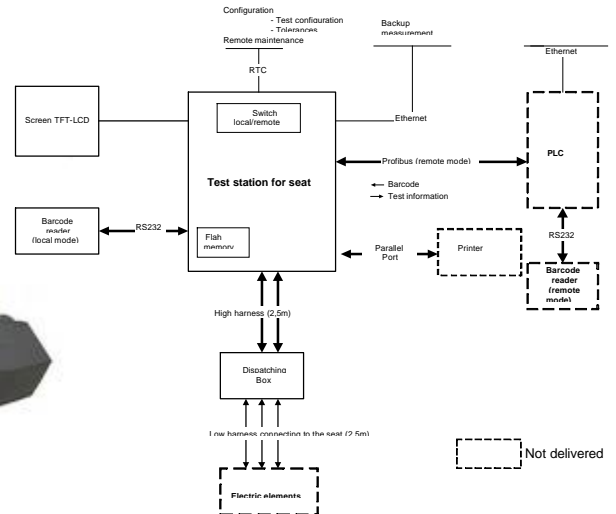 Configuration
- Test configuration
- Tolerances
Remote maintenance
RTC
Backup
measurement
Ethernet
Ethernet
Screen TFT-LCD
Switch
local/remote
PLC
Profibus (remote mode)
Test station for seat
Barcode
Test information
Barcode
reader
(local mode)
RS232
Flah
memory
Parallel
Port
Printer
RS232
Barcode
reader
(remote
mode)
High harness (2,5m)
Dispatching
Box
Low harness connecting to the seat (2,5m)
Not delivered
Electric elements